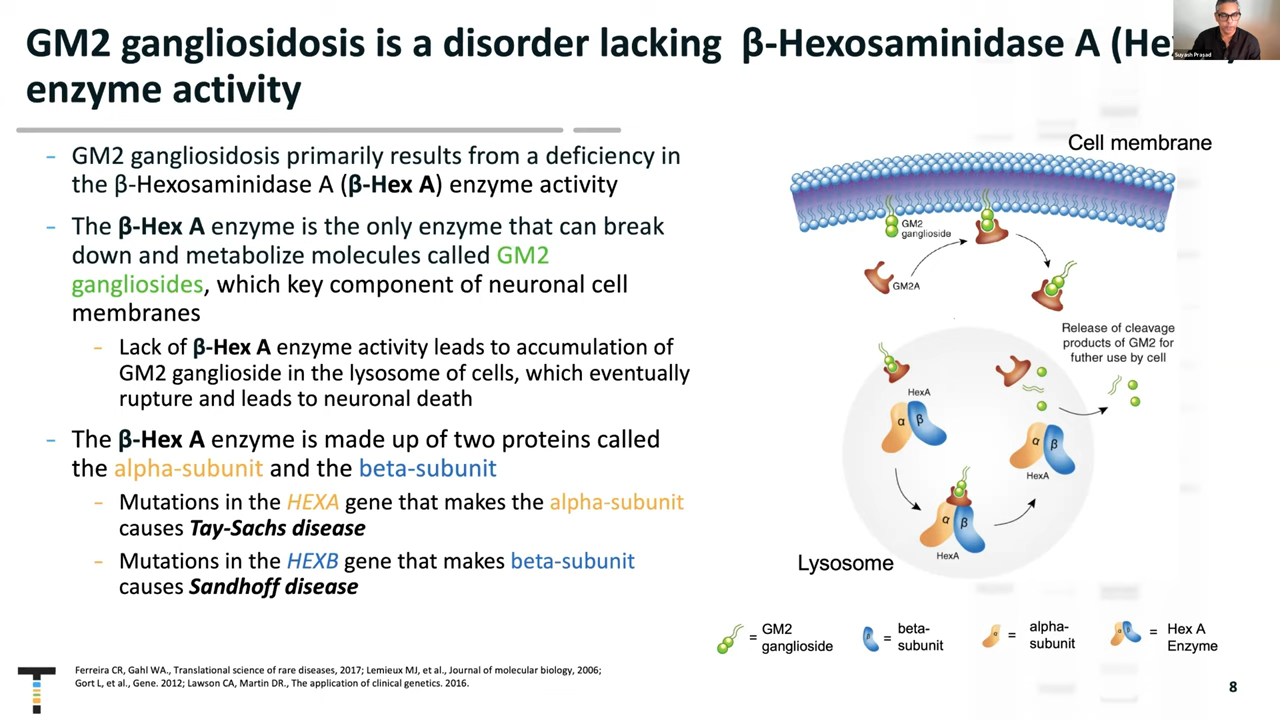 GM2 gangliosidosis is a disorder lacking β-Hexosaminidase A (He
enzyme activity
Suyash Prasad
- GM2 gangliosidosis primarily results from a deficiency in
the β-Hexosaminidase A (β-Hex A) enzyme activity
- The β-Hex A enzyme is the only enzyme that can break
down and metabolize molecules called GM2
gangliosides, which key component of neuronal cell
membranes
- Lack of β-Hex A enzyme activity leads to accumulation of
GM2 ganglioside in the lysosome of cells, which eventually
rupture and leads to neuronal death
- The β-Hex A enzyme is made up of two proteins called
the alpha-subunit and the beta-subunit
- Mutations in the HEXA gene that makes the alpha-subunit
causes Tay-Sachs disease
- Mutations in the HEXB gene that makes beta-subunit
causes Sandhoff disease
Cell membrane
GM2
ganglioside
GM2A
Release of cleavage
products of GM2 for
futher use by cell
HexA
α β
α β
HexA
α β
HexA
Lysosome
= GM2
ganglioside
= beta-
subunit
α = alpha-
subunit
α β = Hex A
Enzyme
Ferreira CR, Gahl WA., Translational science of rare diseases, 2017; Lemieux MJ, et al., Journal of molecular biology, 2006;
Gort L, et al., Gene. 2012; Lawson CA, Martin DR., The application of clinical genetics. 2016.
8